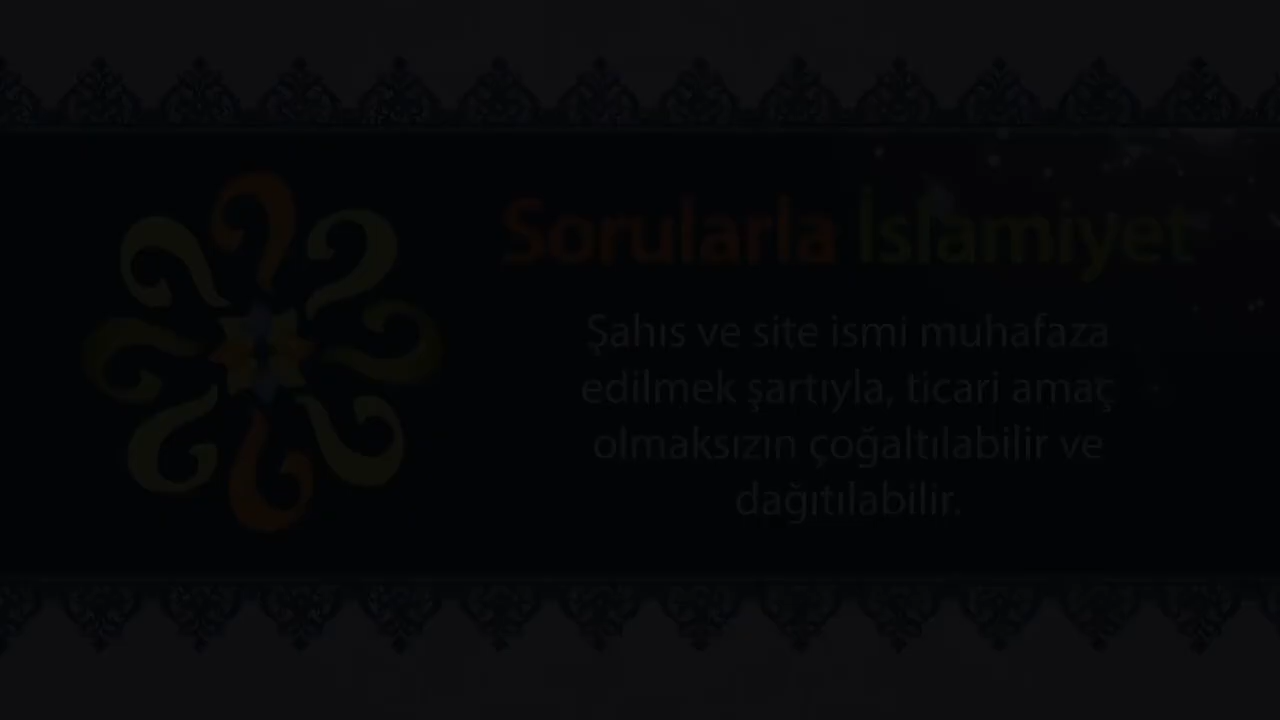 Sorularla İslamiyet
Şahıs ve site ismi muhafaza
edilmek şartıyla, ticari amaç
olmaksızın çoğaltılabilir ve
dağıtılabilir.